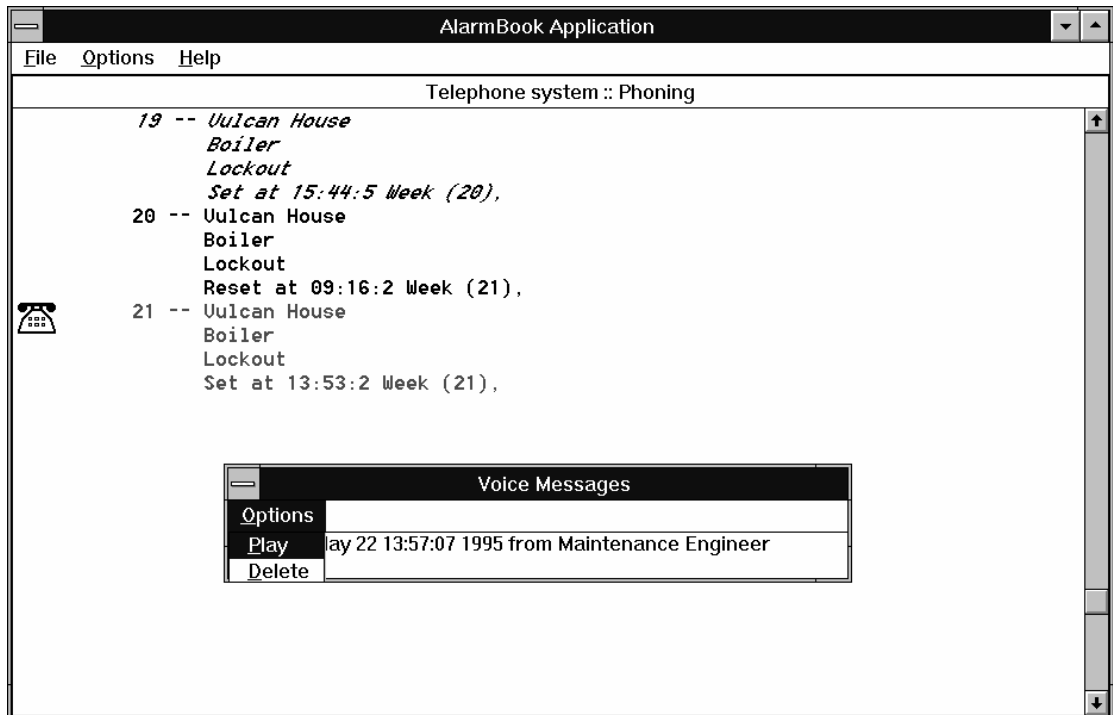 AlarmBook Application
File Options Help
Telephone system :: Phoning
19 -- Vulcan House
Boiler
Lockout
Set at 15:44:5 Week (20),
20 -- Vulcan House
Boiler
Lockout
Reset at 09:16:2 Week (21),
21 -- Vulcan House
Boiler
Lockout
Set at 13:53:2 Week (21),
Voice Messages
Options
Play
ay 22 13:57:07 1995 from Maintenance Engineer
Delete